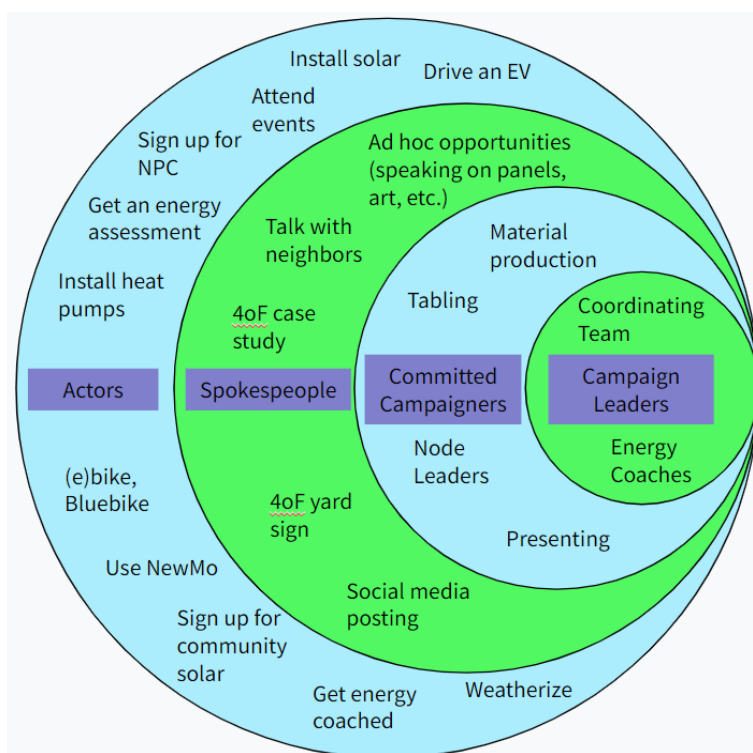 Install solar
Drive an EV
Attend
events
Sign up for
NPC
Get an energy
assessment
Install heat
pumps
Actors
(e)bike,
Bluebike
Use NewMo
Sign up for
community
solar
Get energy
coached
Weatherize
Ad hoc opportunities
(speaking on panels,
art, etc.)
Talk with
neighbors
4oF case
study
Spokespeople
4oF yard
sign
Social media
posting
Material
production
Tabling
Committed
Campaigners
Node
Leaders
Presenting
Coordinating
Team
Campaign
Leaders
Energy
Coaches